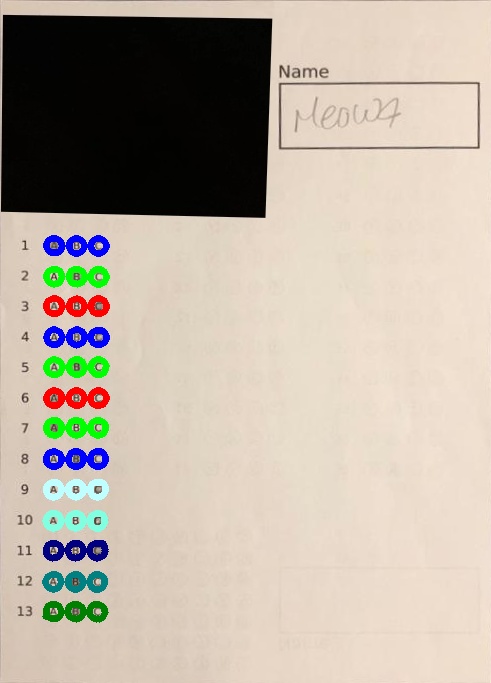 Name
Meow7
1 A B C
2 A B C
3 A B C
4 A B C
5 A B C
6 A B C
7 A B C
8 A B C
9 A B C
10 A B C
11 A B C
12 A B C
13 A B C